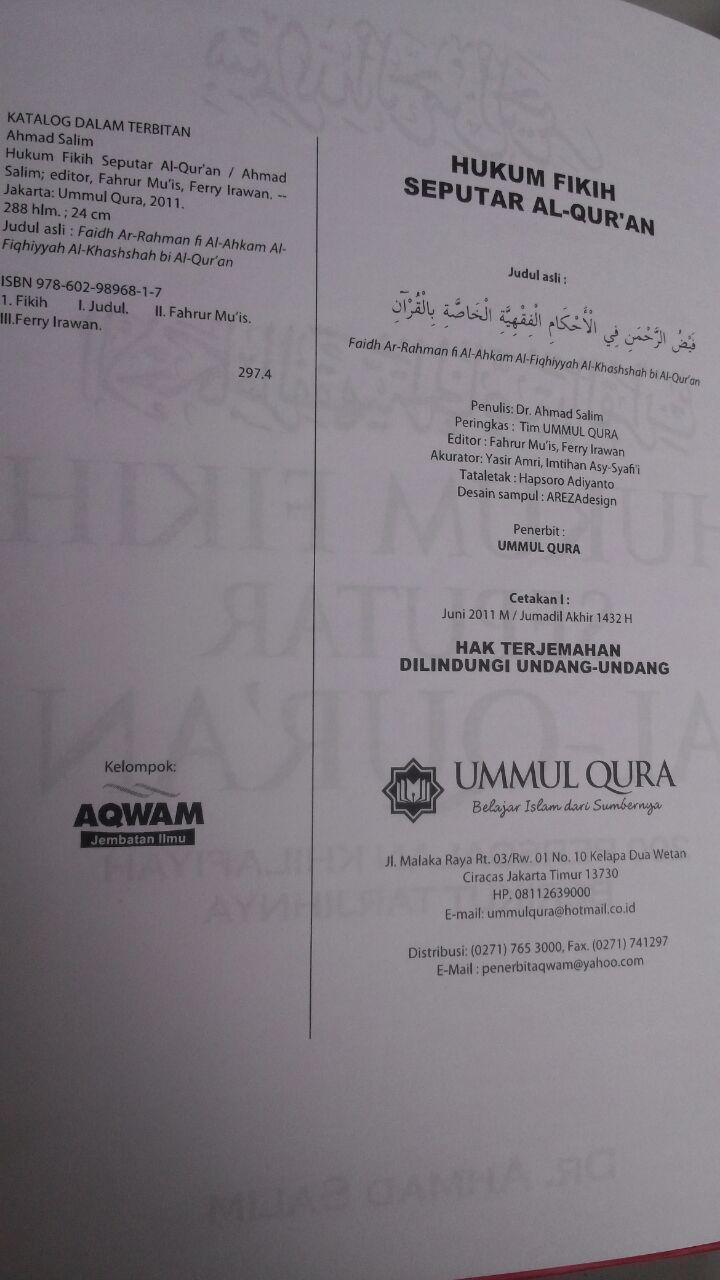 KATALOG DALAM TERBITAN
Ahmad Salim
Hukum Fikih Seputar Al-Qur'an / Ahmad
Salim; editor, Fahrur Mu'is, Ferry Irawan. --
Jakarta: Ummul Qura, 2011.
288 hlm. ; 24 cm
Judul asli : Faidh Ar-Rahman fi Al-Ahkam Al-
Fiqhiyyah Al-Khashshah bi Al-Qur'an
ISBN 978-602-98968-1-7
1. Fikih I. Judul. II. Fahrur Mu'is.
III.Ferry Irawan.
297.4
Kelompok:
AQWAM
Jembatan Ilmu
HUKUM FIKIH
SEPUTAR AL-QUR'AN
Judul asli :
فَيْضُ الرَّحْمَنِ فِي الْأَحْكَامِ الْفِقْهِيَّةِ الْخَاصَّةِ بِالْقُرْآنِ
Faidh Ar-Rahman fi Al-Ahkam Al-Fiqhiyyah Al-Khashshah bi Al-Qur'an
Penulis: Dr. Ahmad Salim
Peringkas : Tim UMMUL QURA
Editor : Fahrur Mu'is, Ferry Irawan
Akurator: Yasir Amri, Imtihan Asy-Syafi'i
Tataletak : Hapsoro Adiyanto
Desain sampul : AREZAdesign
Penerbit :
UMMUL QURA
Cetakan I :
Juni 2011 M / Jumadil Akhir 1432 H
HAK TERJEMAHAN
DILINDUNGI UNDANG-UNDANG
UMMUL QURA
Belajar Islam dari Sumbernya
Jl. Malaka Raya Rt. 03/Rw. 01 No. 10 Kelapa Dua Wetan
Ciracas Jakarta Timur 13730
HP. 08112639000
E-mail: ummulqura@hotmail.co.id
Distribusi: (0271) 765 3000, Fax. (0271) 741297
E-Mail : penerbitaqwam@yahoo.com